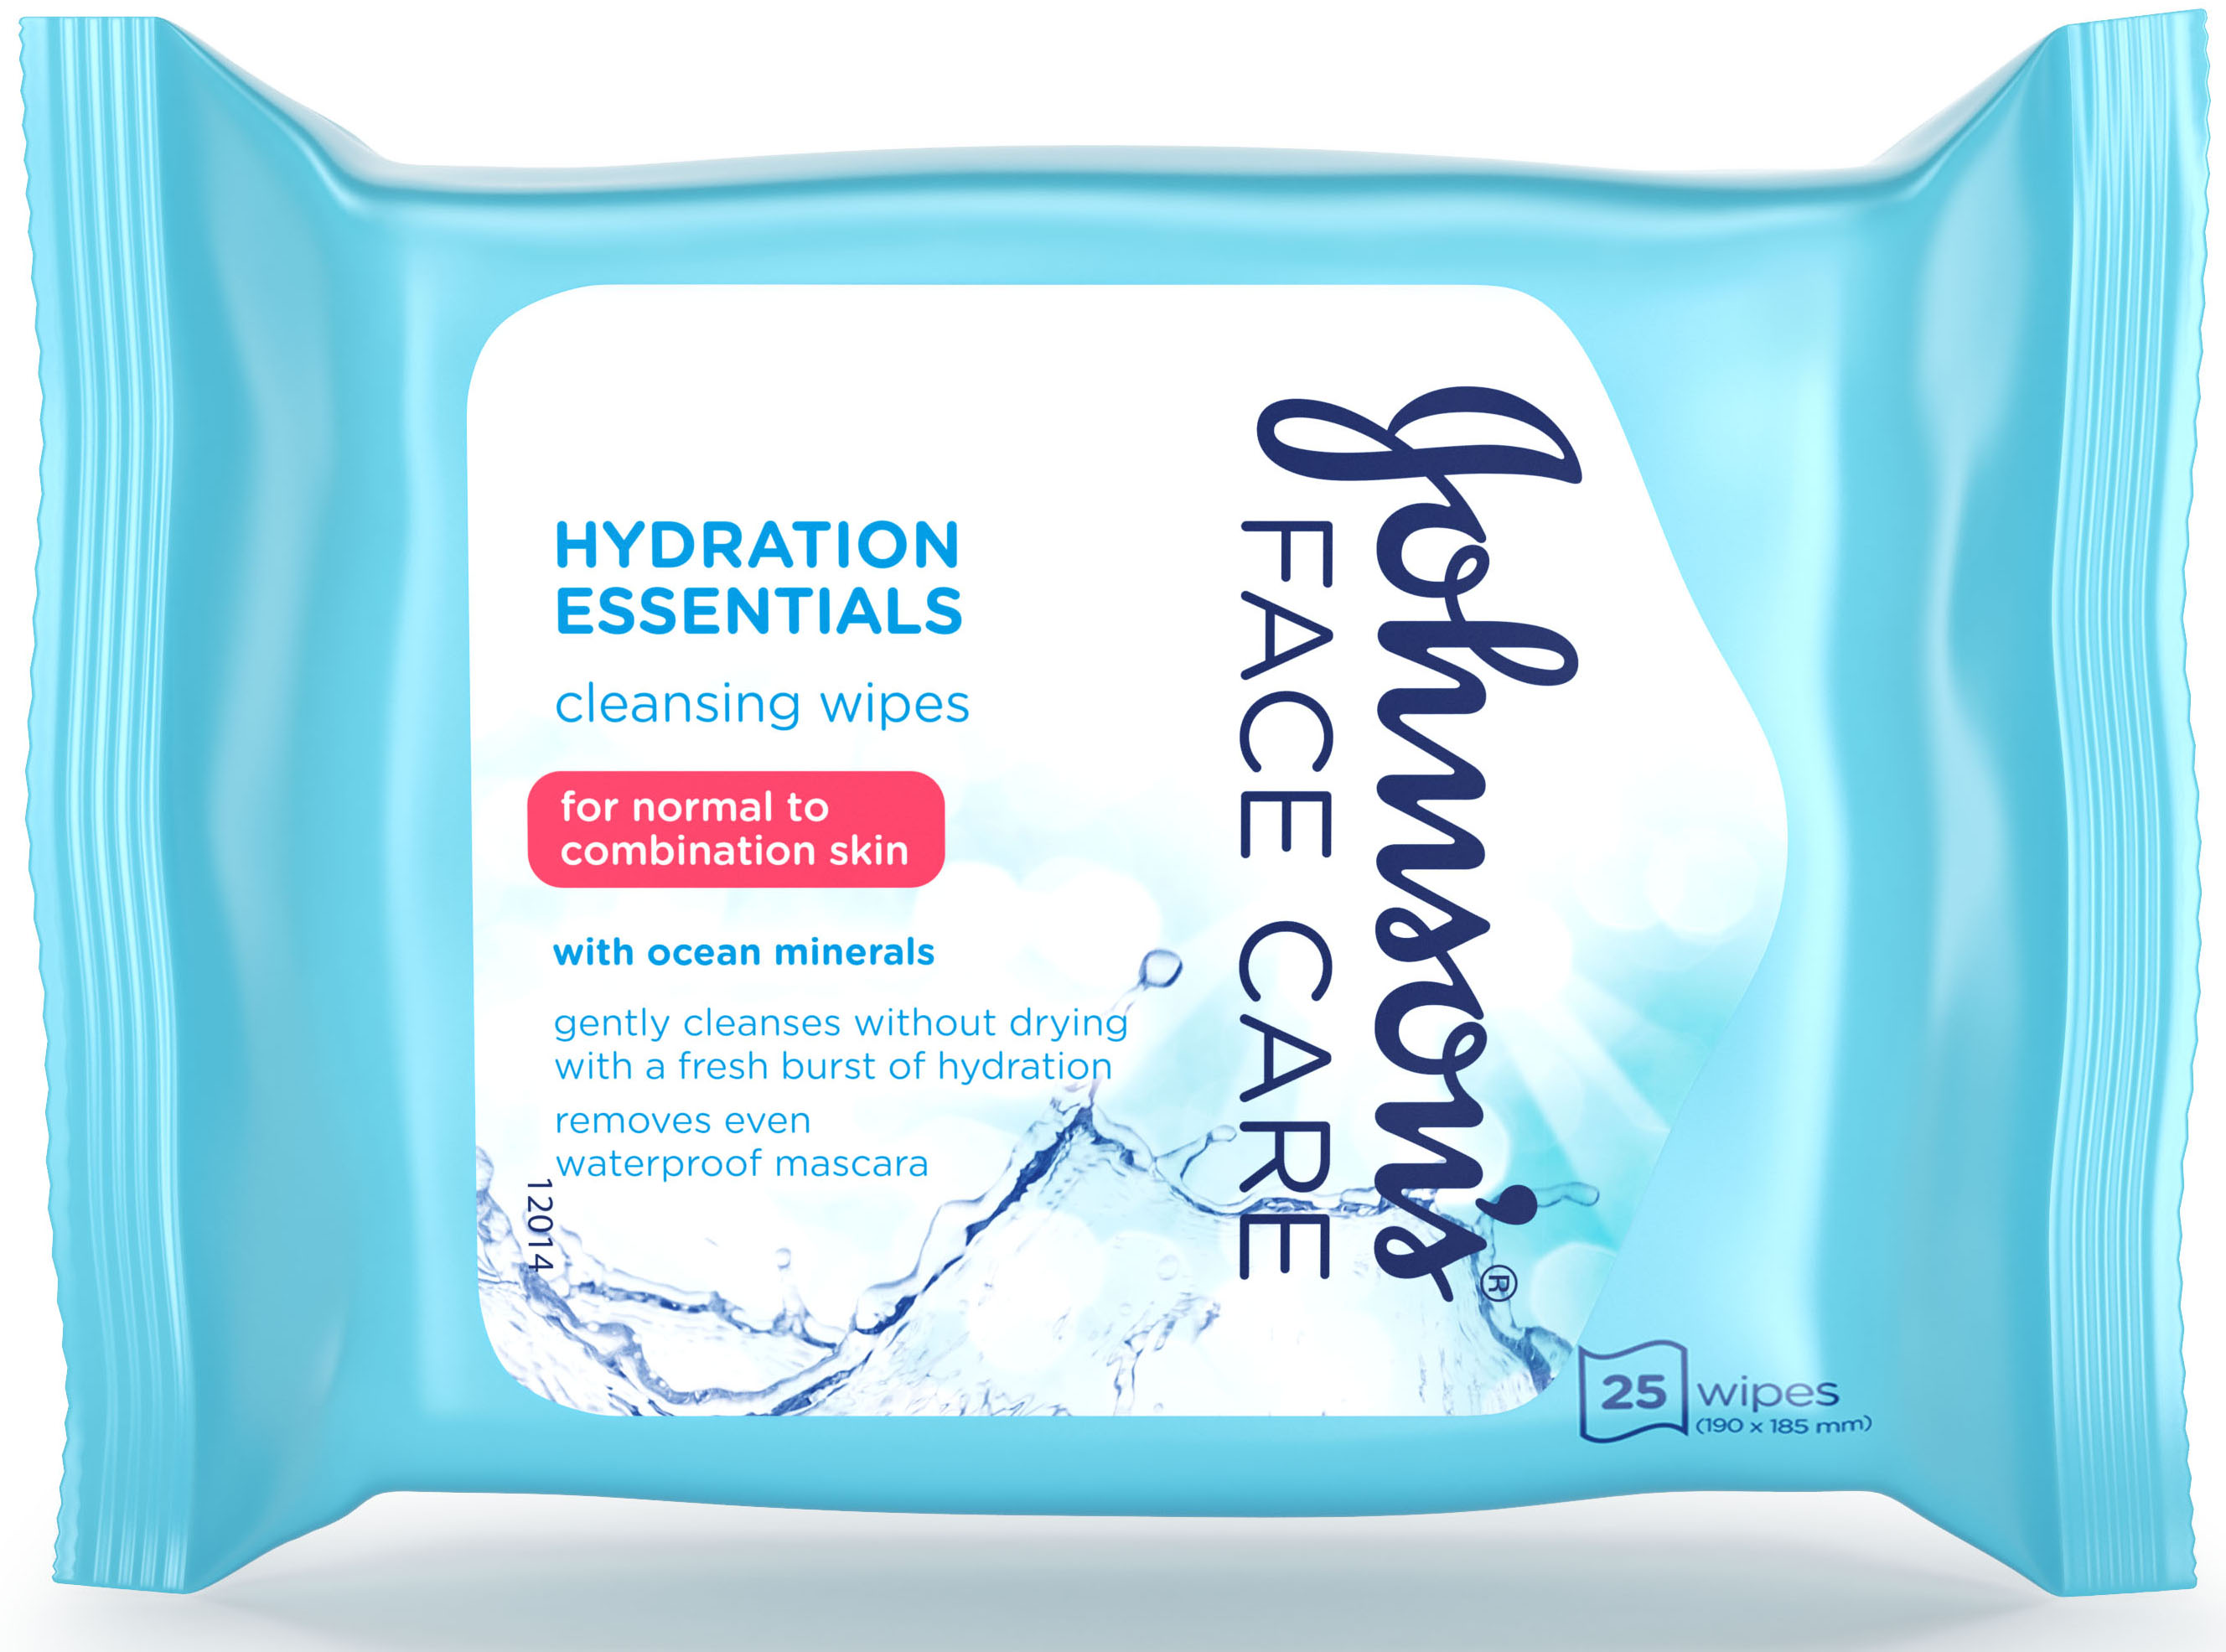 HYDRATION
ESSENTIALS
cleansing wipes
for normal to
combination skin
with ocean minerals
gently cleanses without drying
with a fresh burst of hydration
removes even
waterproof mascara
12014
Johnson's®
FACE CARE
25 wipes
(190 x 185 mm)